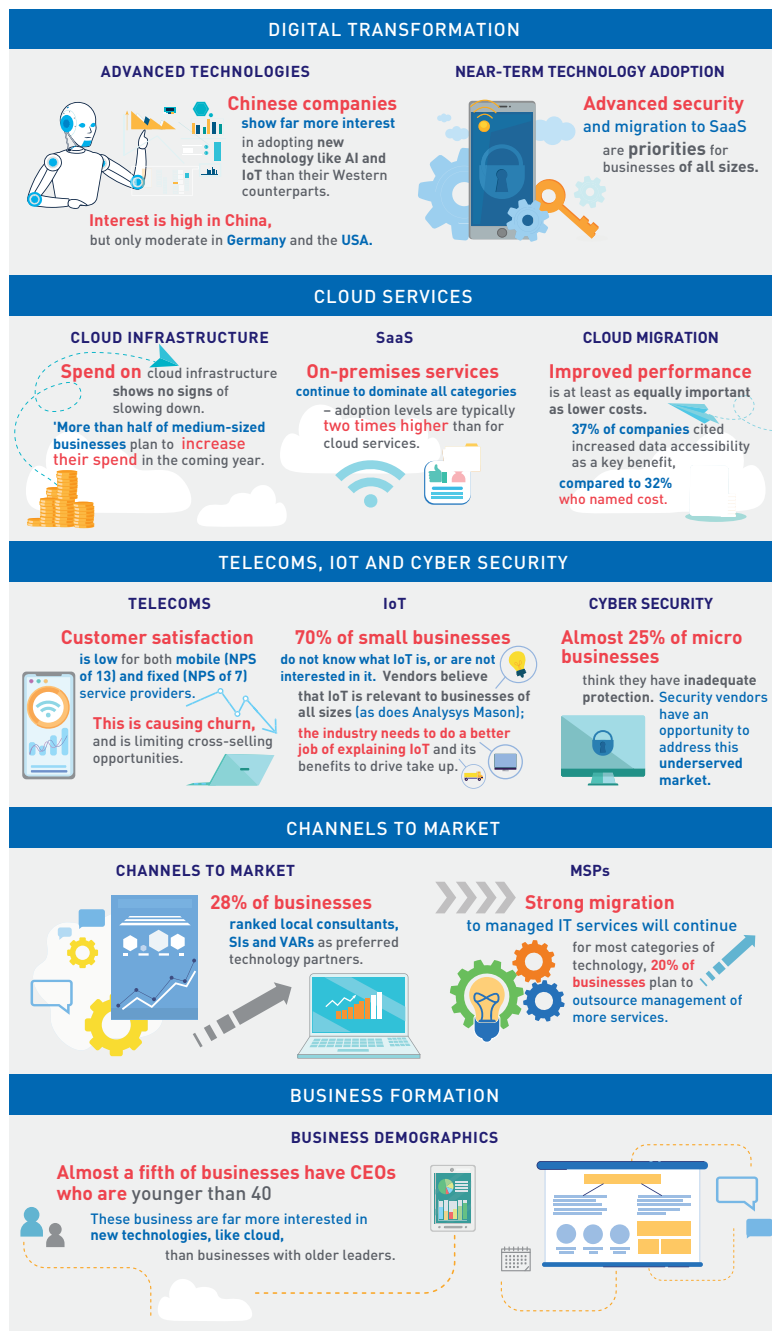 DIGITAL TRANSFORMATION
ADVANCED TECHNOLOGIES
Chinese companies
show far more interest
in adopting new
technology like AI and
IoT than their Western
counterparts.
Interest is high in China,
but only moderate in Germany and the USA.
NEAR-TERM TECHNOLOGY ADOPTION
Advanced security
and migration to SaaS
are priorities for
businesses of all sizes.
CLOUD SERVICES
CLOUD INFRASTRUCTURE
Spend on cloud infrastructure
shows no signs of
slowing down.
'More than half of medium-sized
businesses plan to increase
their spend in the coming year.
SaaS
On-premises services
continue to dominate all categories
– adoption levels are typically
two times higher than for
cloud services.
CLOUD MIGRATION
Improved performance
is at least as equally important
as lower costs.
37% of companies cited
increased data accessibility
as a key benefit,
compared to 32%
who named cost.
TELECOMS, IOT AND CYBER SECURITY
TELECOMS
Customer satisfaction
is low for both mobile (NPS
of 13) and fixed (NPS of 7)
service providers.
This is causing churn,
and is limiting cross-selling
opportunities.
IoT
70% of small businesses
do not know what IoT is, or are not
interested in it. Vendors believe
that IoT is relevant to businesses of
all sizes (as does Analysys Mason);
the industry needs to do a better
job of explaining IoT and its
benefits to drive take up.
CYBER SECURITY
Almost 25% of micro
businesses
think they have inadequate
protection. Security vendors
have an
opportunity to
address this
underserved
market.
CHANNELS TO MARKET
CHANNELS TO MARKET
28% of businesses
ranked local consultants,
SIs and VARs as preferred
technology partners.
MSPs
Strong migration
to managed IT services will continue
for most categories of
technology, 20% of
businesses plan to
outsource management of
more services.
BUSINESS FORMATION
BUSINESS DEMOGRAPHICS
Almost a fifth of businesses have CEOs
who are younger than 40
These business are far more interested in
new technologies, like cloud,
than businesses with older leaders.